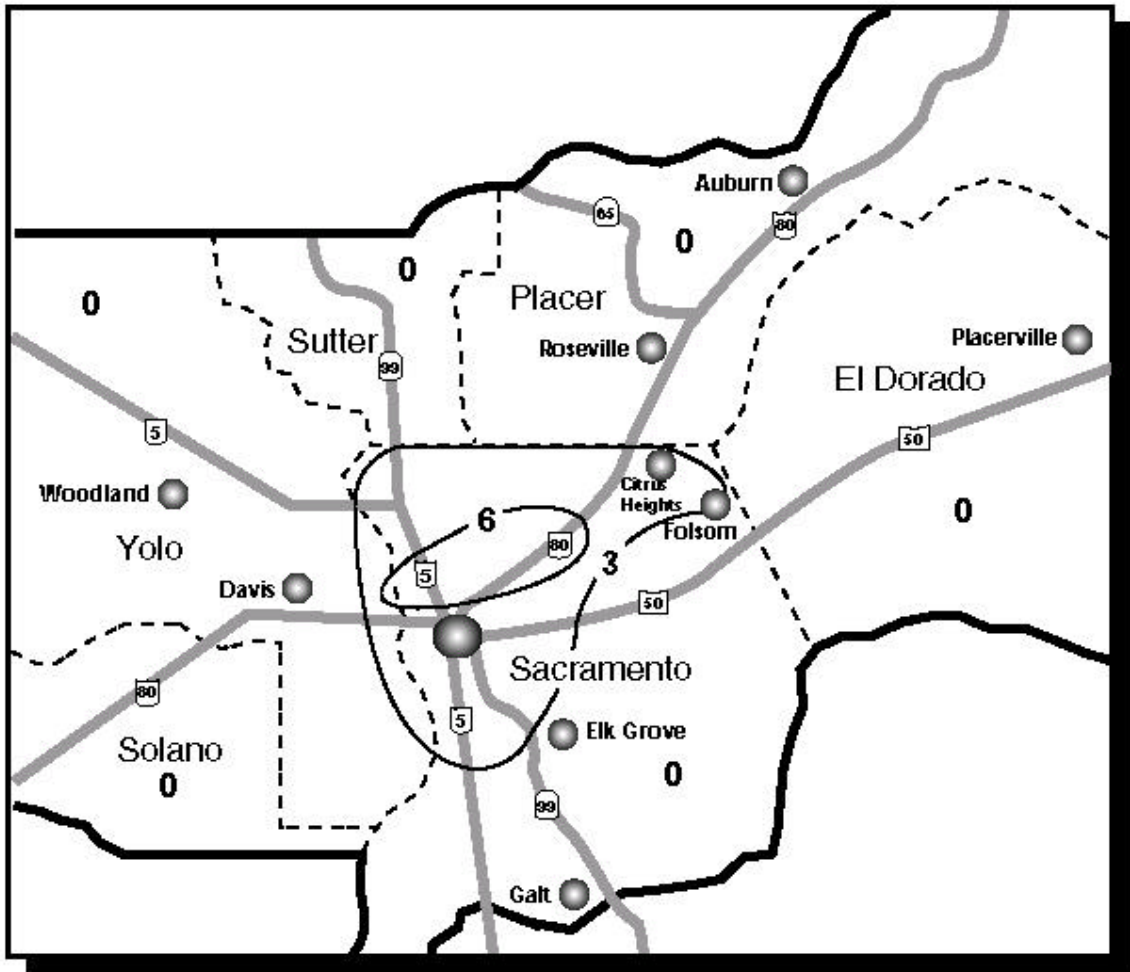 Auburn
65
80
0
0
0
Placer
Sutter
Roseville
Placerville
99
El Dorado
5
50
Citrus
Heights
Woodland
Folsom
0
6
80
3
Yolo
5
Davis
50
Sacramento
80
5
Elk Grove
Solano
0
0
99
Galt